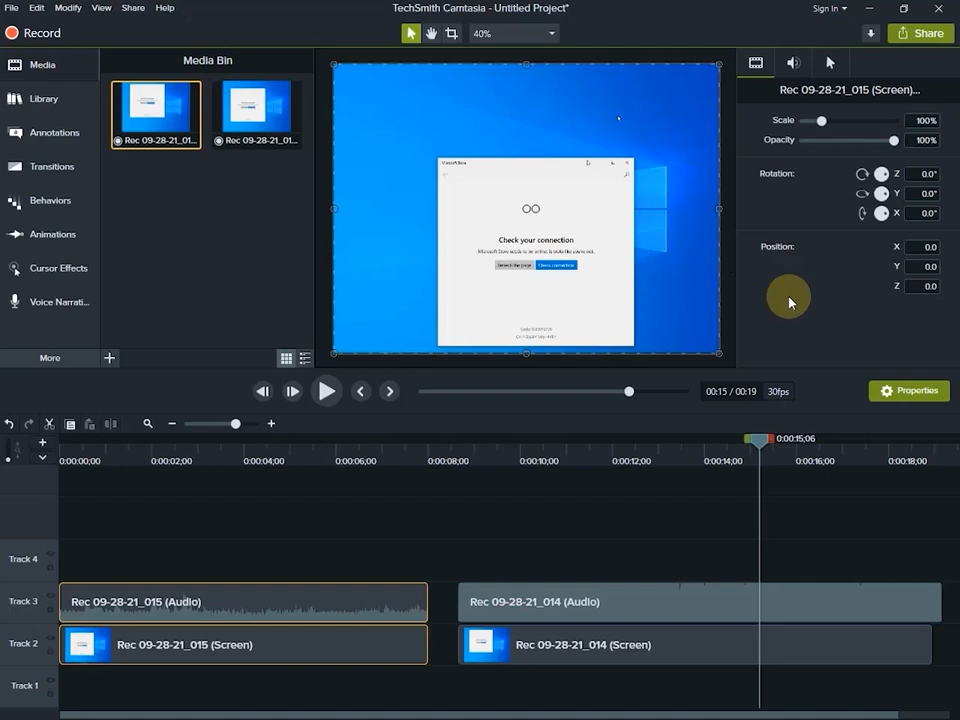 File Edit Modify View Share Help
TechSmith Camtasia - Untitled Project*
Sign In
Record
40%
Share
Media
Library
Annotations
Transitions
Behaviors
Animations
Cursor Effects
Voice Narrati...
More
Media Bin
Rec 09-28-21_01...
Rec 09-28-21_01...
Microsoft Store
Check your connection
Microsoft Store needs to be online. It looks like you're not.
Check connection
Rec 09-28-21_015 (Screen)...
Scale 100%
Opacity 100%
Rotation: Z 0.0°
Y 0.0°
X 0.0°
Position: X 0.0
Y 0.0
Z 0.0
00:15 / 00:19 30fps
Properties
0:00:15;06
0:00:00;00 0:00:02;00 0:00:04;00 0:00:06;00 0:00:08;00 0:00:10;00 0:00:12;00 0:00:14;00 0:00:16;00 0:00:18;00
Track 4
Track 3
Rec 09-28-21_015 (Audio)
Rec 09-28-21_014 (Audio)
Track 2
Rec 09-28-21_015 (Screen)
Rec 09-28-21_014 (Screen)
Track 1